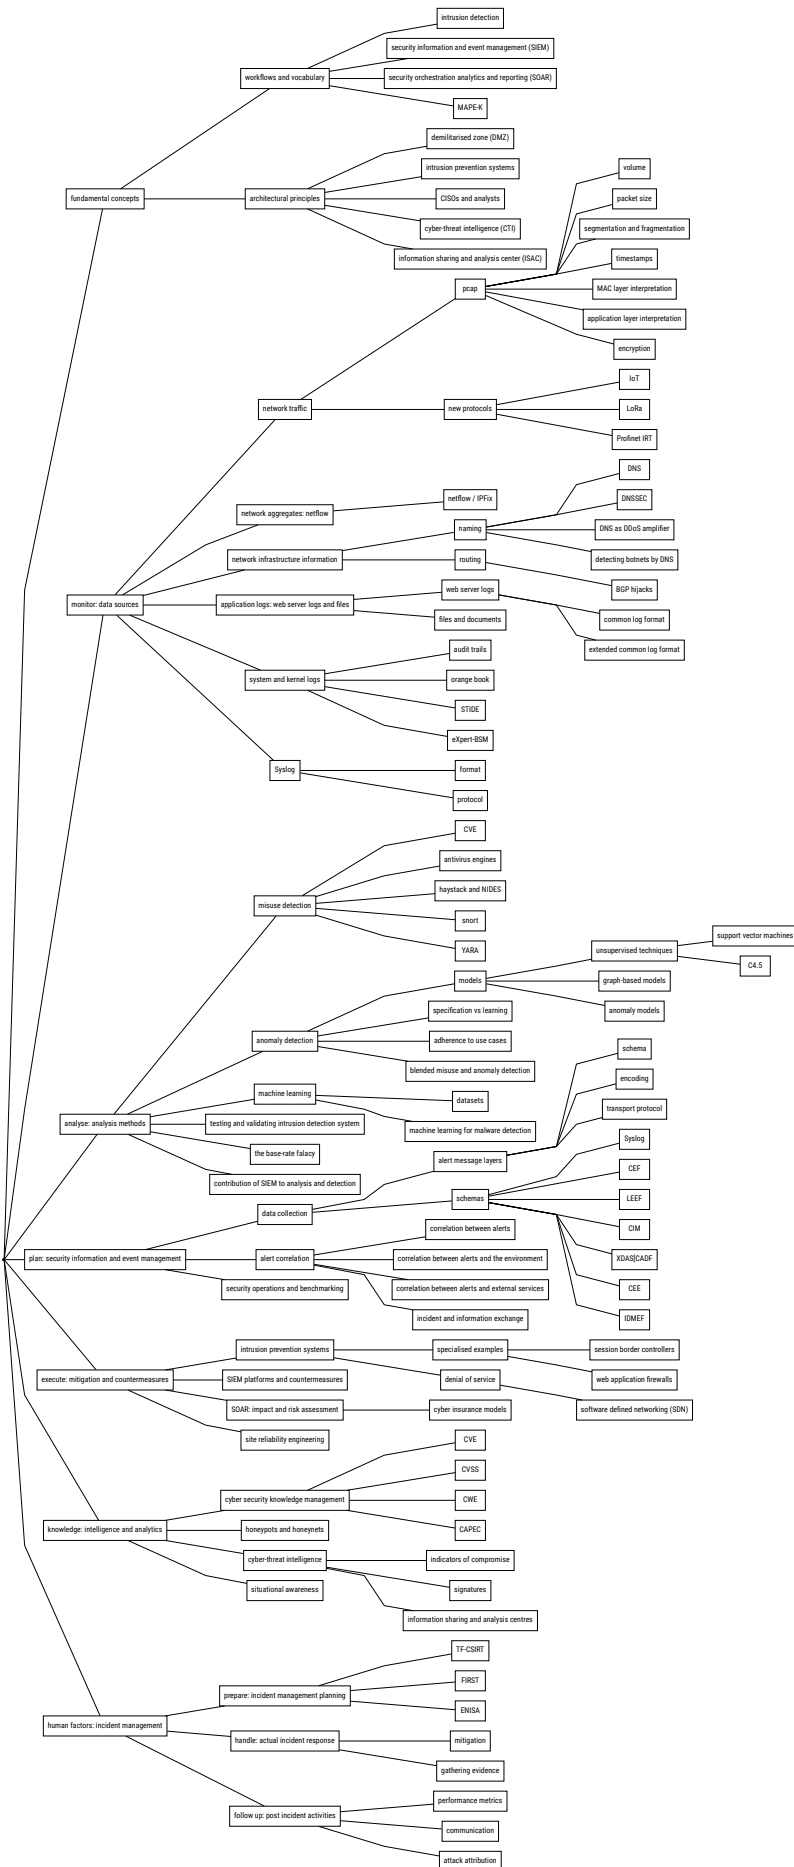 intrusion detection
security information and event management (SIEM)
workflows and vocabulary
security orchestration analytics and reporting (SOAR)
MAPE-K
demilitarised zone (DMZ)
intrusion prevention systems
volume
fundamental concepts
architectural principles
CISOs and analysts
packet size
cyber-threat intelligence (CTI)
segmentation and fragmentation
information sharing and analysis center (ISAC)
timestamps
pcap
MAC layer interpretation
application layer interpretation
encryption
IoT
network traffic
new protocols
LoRa
Profinet IRT
DNS
netflow / IPFix
DNSSEC
network aggregates: netflow
naming
DNS as DDoS amplifier
network infrastructure information
routing
detecting botnets by DNS
web server logs
BGP hijacks
monitor: data sources
application logs: web server logs and files
files and documents
common log format
audit trails
extended common log format
system and kernel logs
orange book
STIDE
eXpert-BSM
Syslog
format
protocol
CVE
antivirus engines
haystack and NIDES
misuse detection
snort
support vector machines
YARA
unsupervised techniques
C4.5
models
graph-based models
specification vs learning
anomaly models
anomaly detection
adherence to use cases
schema
blended misuse and anomaly detection
encoding
machine learning
datasets
transport protocol
analyse: analysis methods
testing and validating intrusion detection system
machine learning for malware detection
Syslog
the base-rate falacy
alert message layers
CEF
contribution of SIEM to analysis and detection
schemas
LEEF
data collection
correlation between alerts
CIM
plan: security information and event management
alert correlation
correlation between alerts and the environment
XDAS|CADF
security operations and benchmarking
correlation between alerts and external services
CEE
incident and information exchange
IDMEF
intrusion prevention systems
specialised examples
session border controllers
execute: mitigation and countermeasures
SIEM platforms and countermeasures
denial of service
web application firewalls
SOAR: impact and risk assessment
cyber insurance models
software defined networking (SDN)
site reliability engineering
CVE
CVSS
cyber security knowledge management
CWE
knowledge: intelligence and analytics
honeypots and honeynets
CAPEC
cyber-threat intelligence
indicators of compromise
situational awareness
signatures
information sharing and analysis centres
TF-CSIRT
FIRST
prepare: incident management planning
ENISA
human factors: incident management
handle: actual incident response
mitigation
gathering evidence
performance metrics
follow up: post incident activities
communication
attack attribution